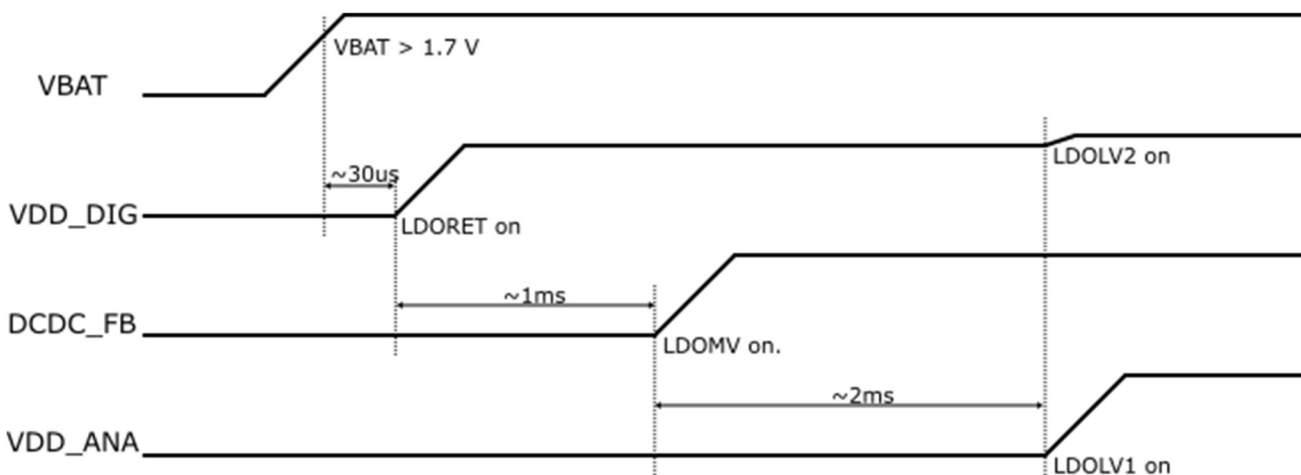 VBAT > 1.7 V
VBAT
LDOLV2 on
~30us
VDD_DIG
LDORET on
~1ms
DCDC_FB
LDOMV on.
~2ms
VDD_ANA
LDOLV1 on